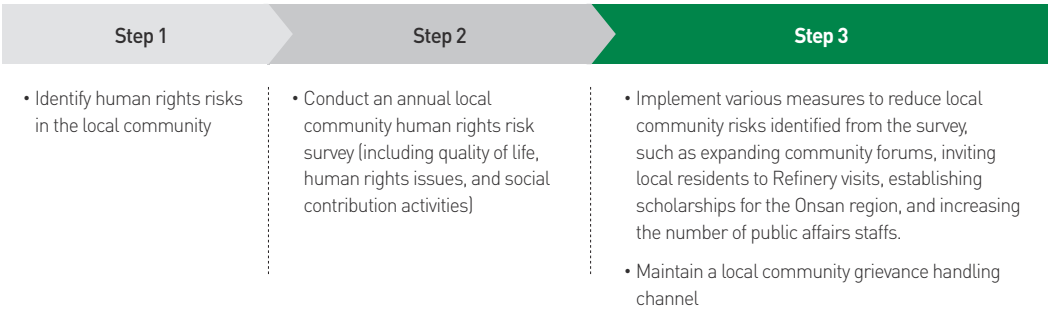 Step 1
Step 2
Step 3
• Identify human rights risks
in the local community
• Conduct an annual local
community human rights risk
survey (including quality of life,
human rights issues, and social
contribution activities)
• Implement various measures to reduce local
community risks identified from the survey,
such as expanding community forums, inviting
local residents to Refinery visits, establishing
scholarships for the Onsan region, and increasing
the number of public affairs staffs.
• Maintain a local community grievance handling
channel